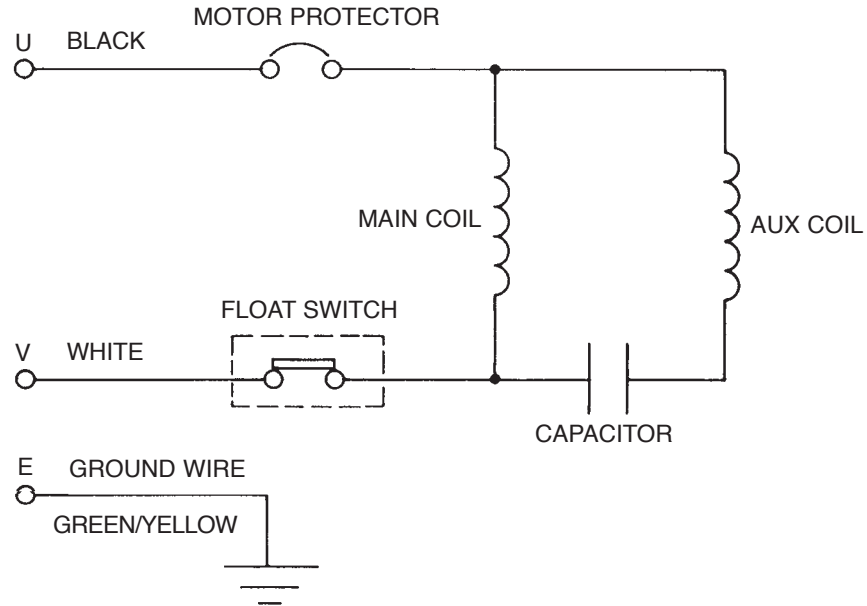 MOTOR PROTECTOR
U BLACK
MAIN COIL
AUX COIL
FLOAT SWITCH
V WHITE
CAPACITOR
E GROUND WIRE
GREEN/YELLOW